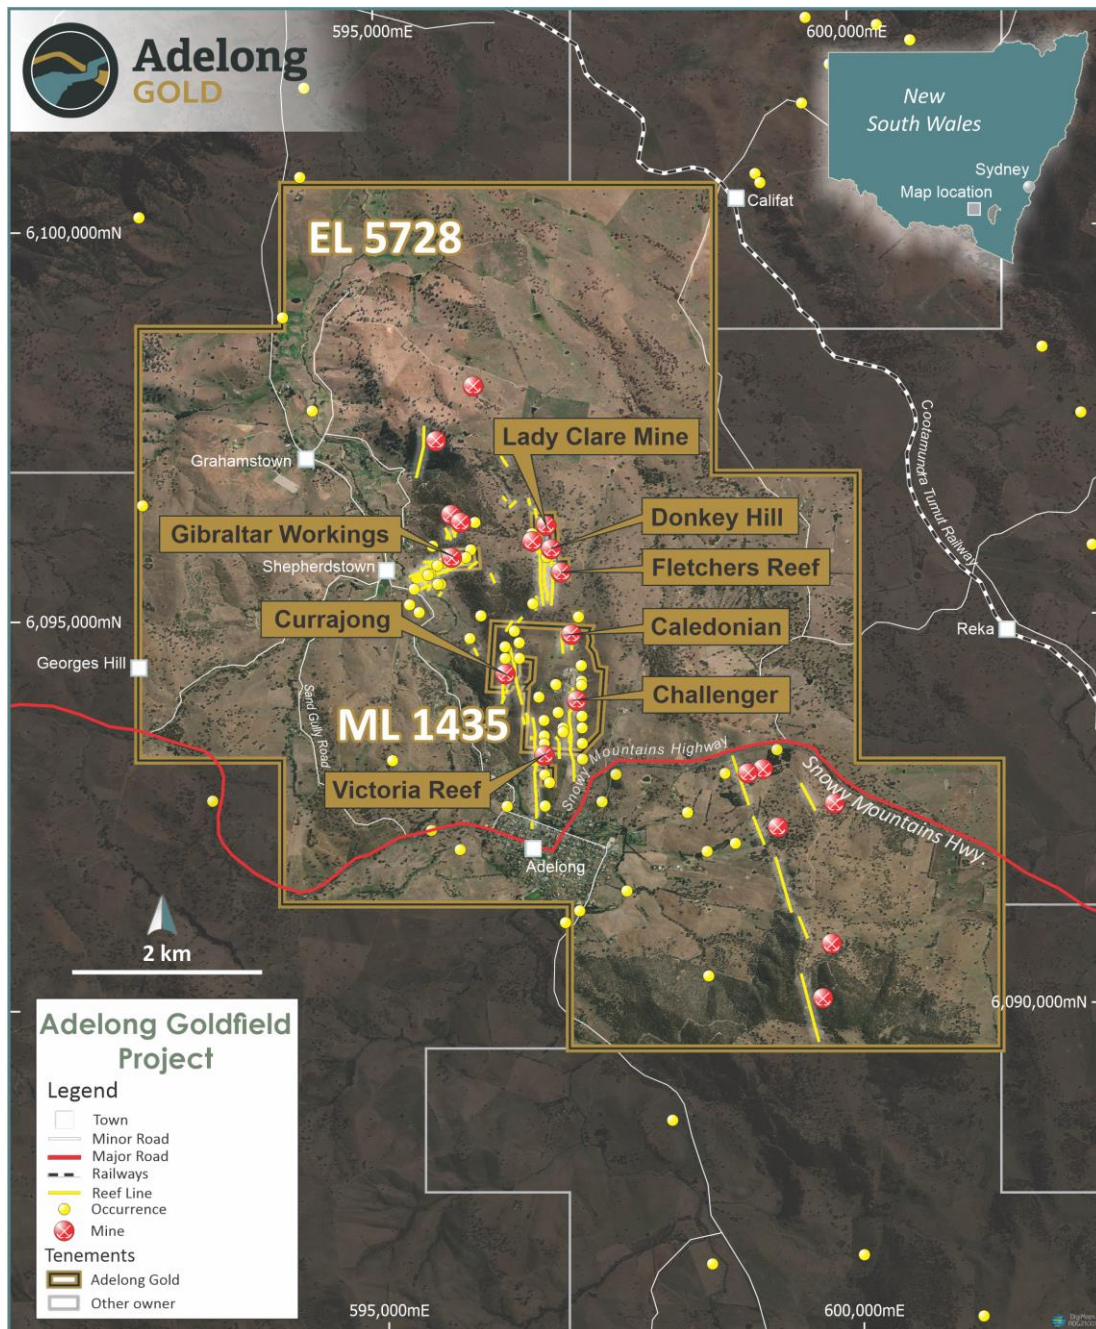 Adelong
GOLD
595,000mE
600,000mE
New
South Wales
Sydney
Map location
Califat
6,100,000mN
EL 5728
Cootamundra Tumut Railway
Lady Clare Mine
Grahamstown
Donkey Hill
Gibraltar Workings
Shepherdstown
Fletchers Reef
Currajong
Caledonian
6,095,000mN
Reka
Georges Hill
Challenger
Sand Gully Road
ML 1435
Snowy Mountains Highway
Victoria Reef
Snowy Mountains Hwy.
Adelong
2 km
6,090,000mN
Adelong Goldfield
Project
Legend
Town
Minor Road
Major Road
Railways
Reef Line
Occurrence
Mine
Tenements
Adelong Gold
Other owner
595,000mE
600,000mE